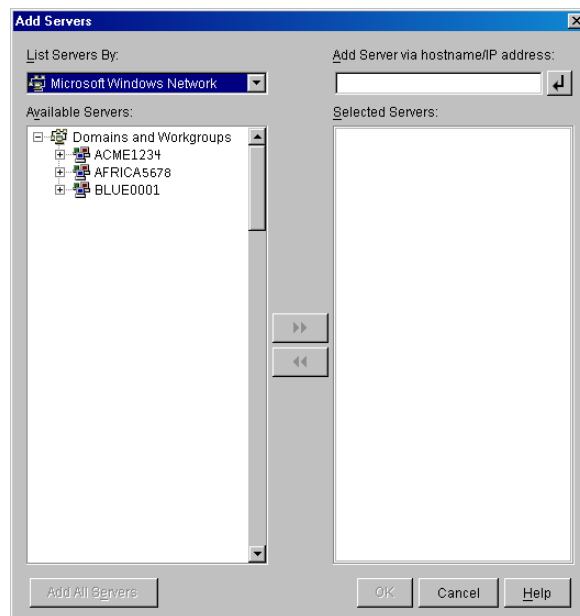 Add Servers
List Servers By:
Microsoft Windows Network
Add Server via hostname/IP address:
Available Servers:
Domains and Workgroups
ACME1234
AFRICA5678
BLUE0001
Selected Servers:
Add All Servers
OK
Cancel
Help